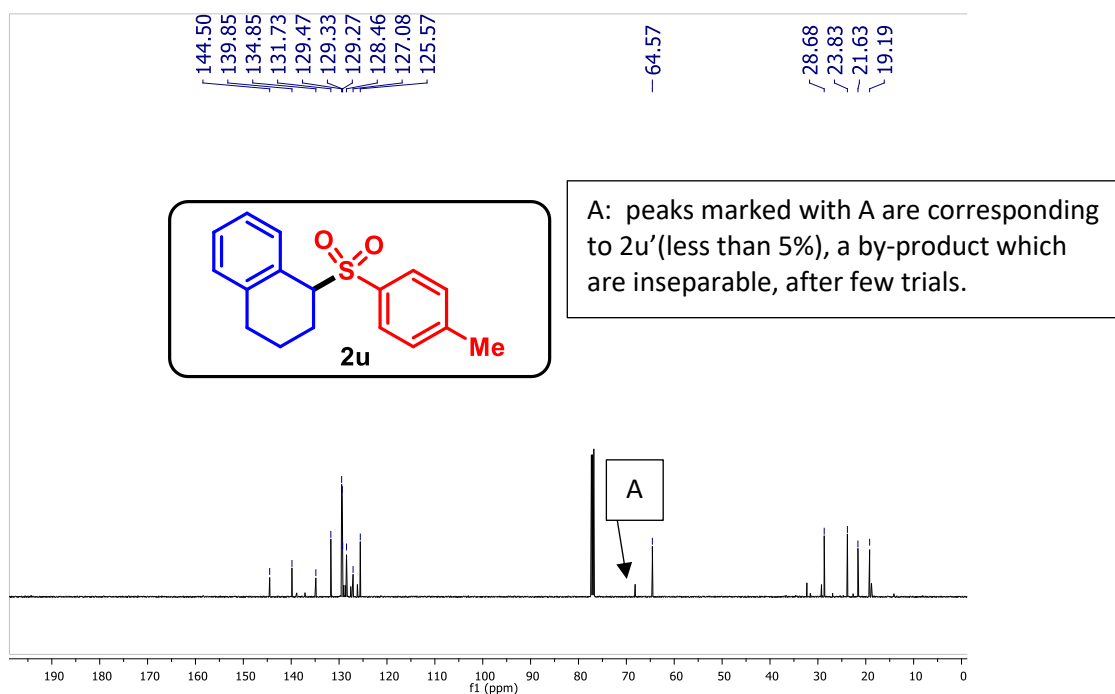 144.50
139.85
134.85
131.73
129.47
129.33
129.27
128.46
127.08
125.57
64.57
28.68
23.83
21.63
19.19
A: peaks marked with A are corresponding
to 2u'(less than 5%), a by-product which
are inseparable, after few trials.
O O
S
Me
2u
A
190 180 170 160 150 140 130 120 110 100 90 80 70 60 50 40 30 20 10 0
f1 (ppm)